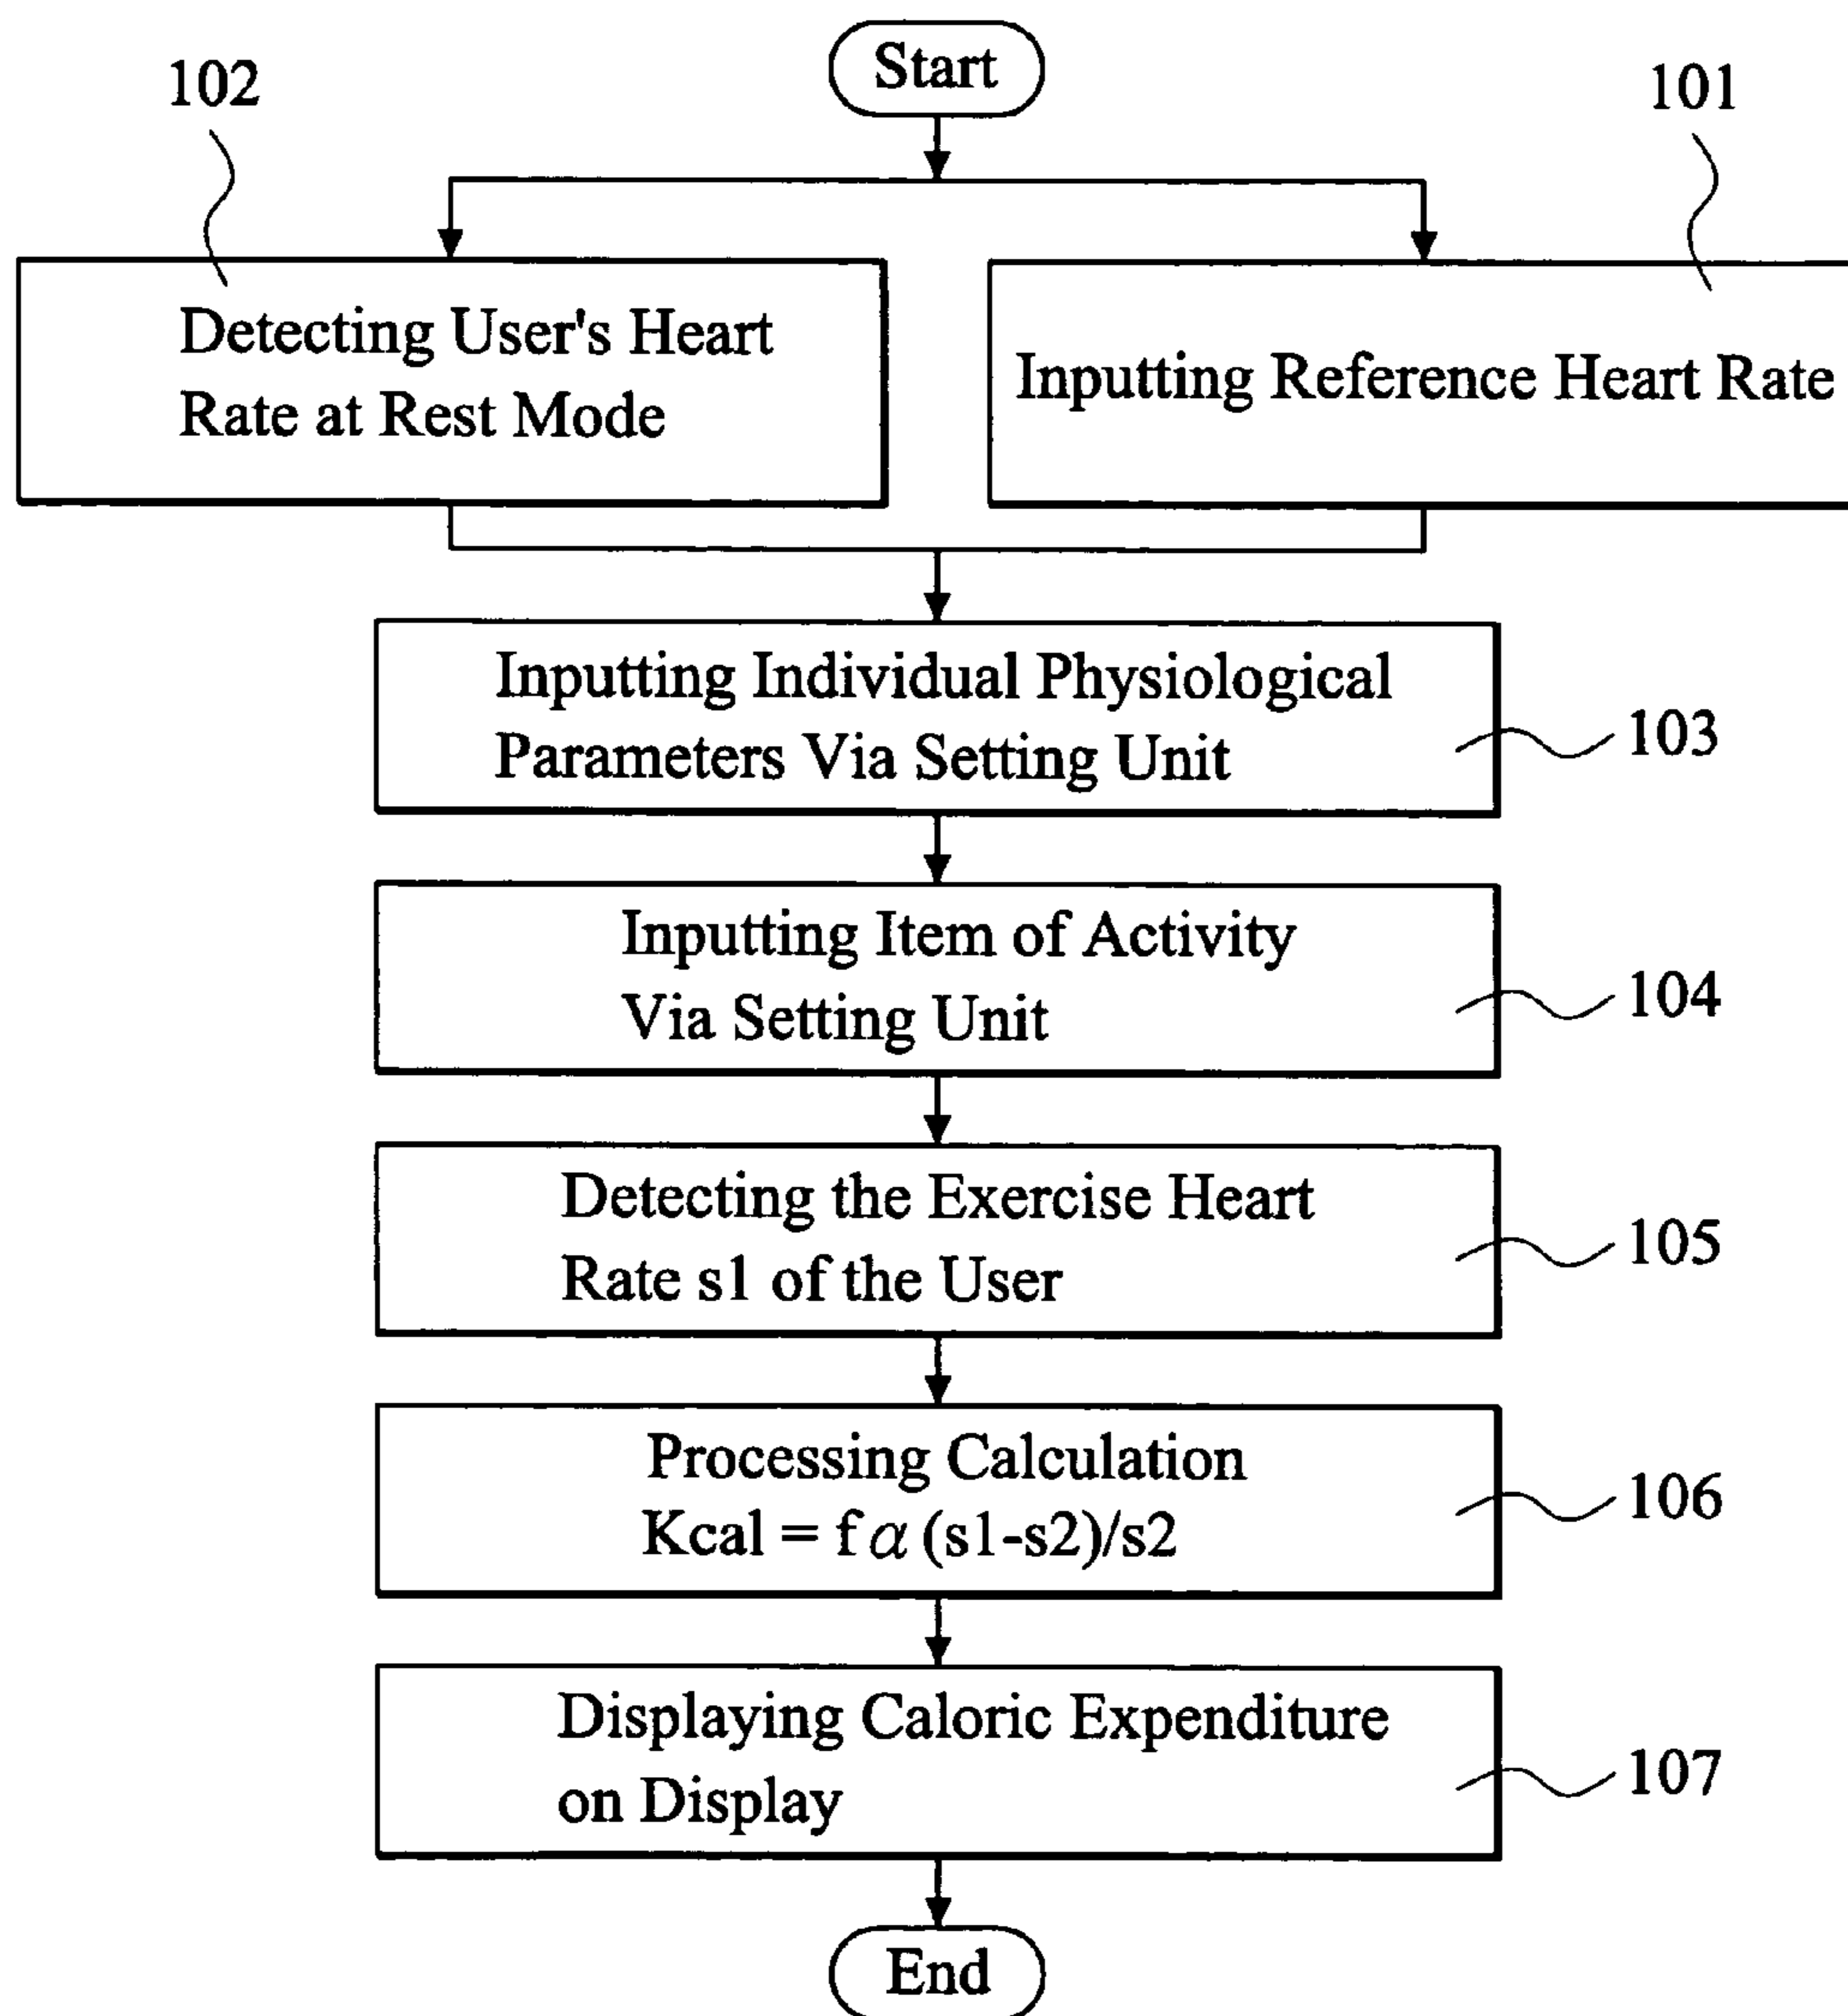 Start
102
101
Detecting User's Heart
Rate at Rest Mode
Inputting Reference Heart Rate
Inputting Individual Physiological
Parameters Via Setting Unit
103
Inputting Item of Activity
Via Setting Unit
104
Detecting the Exercise Heart
Rate s1 of the User
105
Processing Calculation
Kcal = f α (s1-s2)/s2
106
Displaying Caloric Expenditure
on Display
107
End